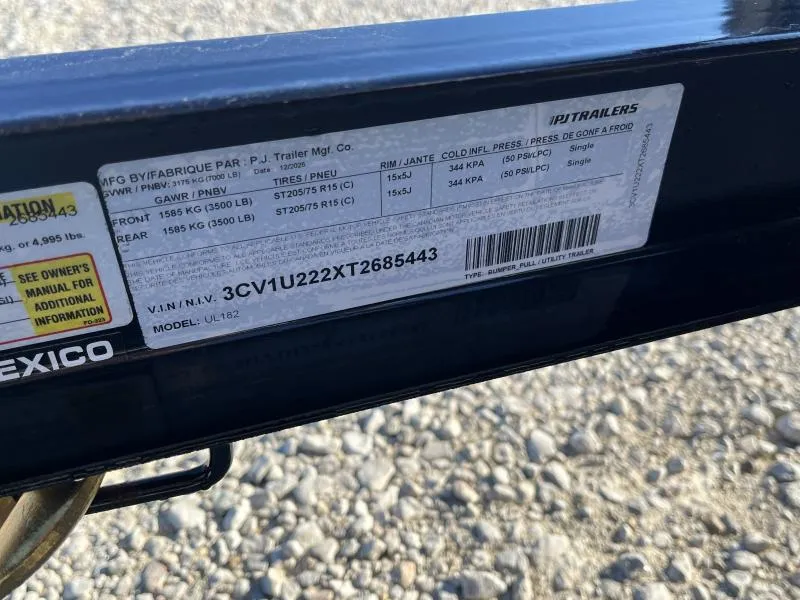 PJTRAILERS
MFG BY/FABRIQUE PAR : P.J. Trailer Mfg. Co.
GVWR / PNBV: 3175 KG (7000 LB) Date: 12/2025
GAWR / PNBV TIRES / PNEU RIM / JANTE COLD INFL. PRESS. / PRESS. DE GONF A FROID
FRONT 1585 KG (3500 LB) ST205/75 R15 (C) 15x5J 344 KPA (50 PSI/LPC) Single
REAR 1585 KG (3500 LB) ST205/75 R15 (C) 15x5J 344 KPA (50 PSI/LPC) Single
V.I.N / N.I.V. 3CV1U222XT2685443
TYPE: BUMPER_PULL / UTILITY TRAILER
MODEL: UL182
3CV1U222XT2685443
2685443
kg. or 4,995 lbs.
SEE OWNER'S
MANUAL FOR
ADDITIONAL
INFORMATION
EXICO